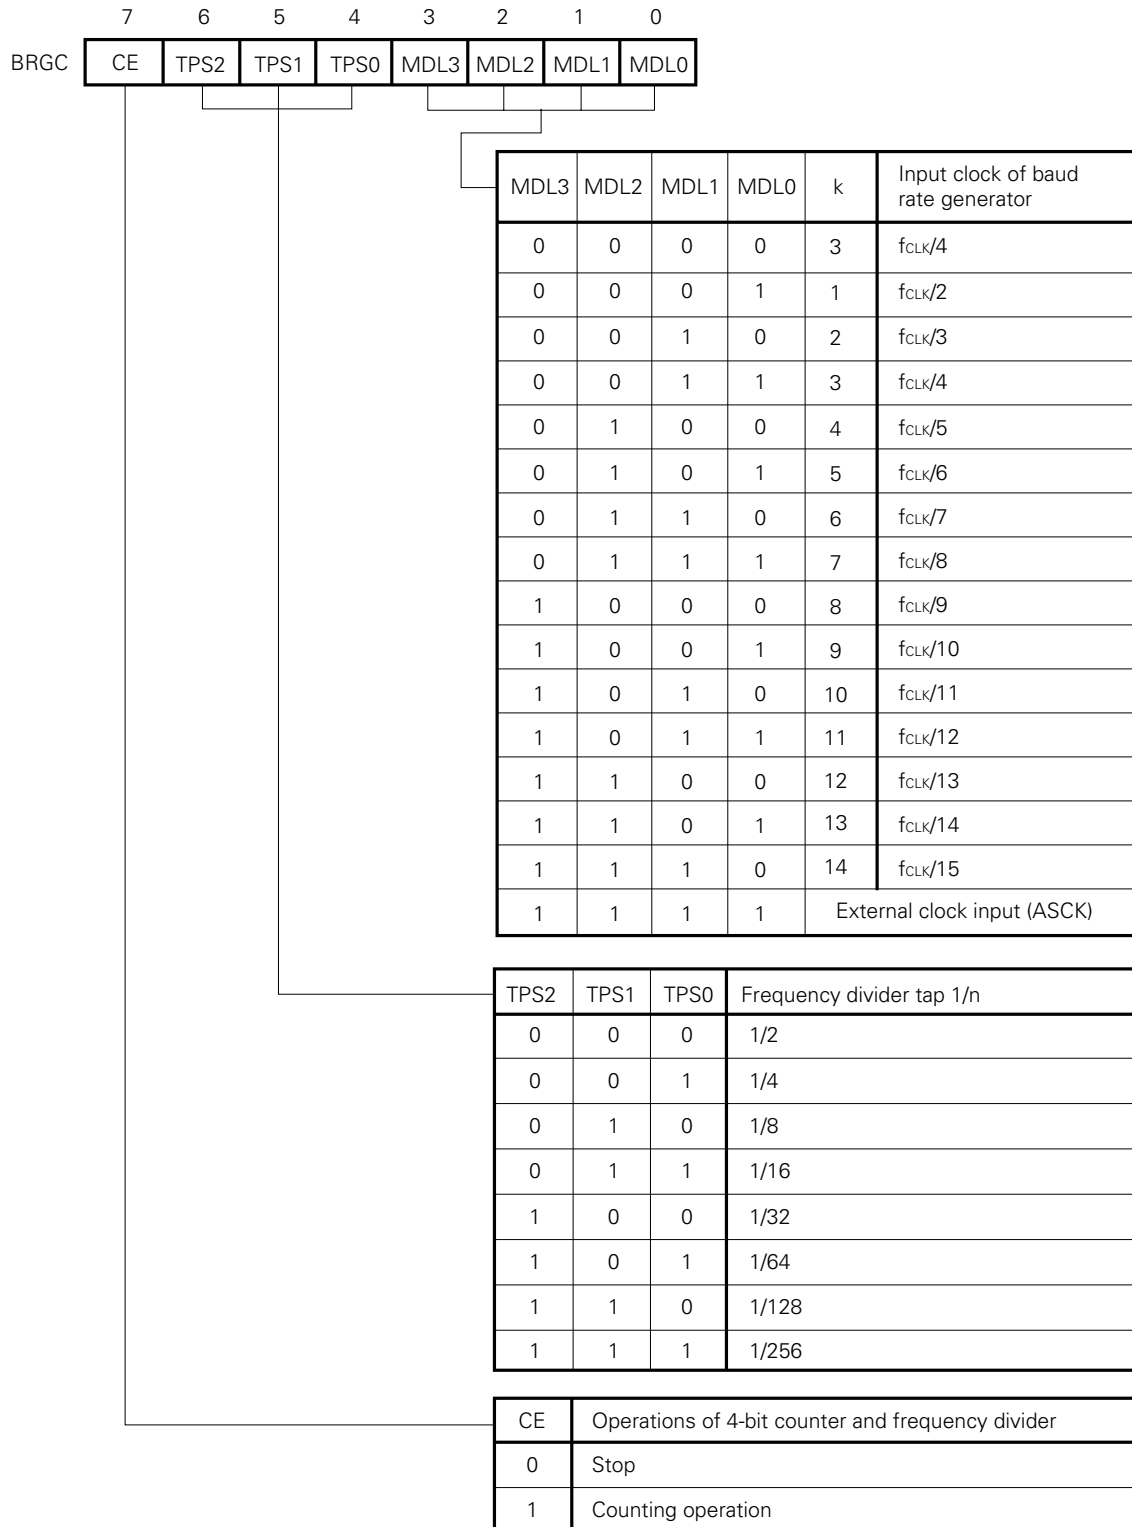 7 6 5 4 3 2 1 0
BRGC CE TPS2 TPS1 TPS0 MDL3 MDL2 MDL1 MDL0
MDL3 MDL2 MDL1 MDL0 k Input clock of baud
rate generator
0 0 0 0 3 fCLK/4
0 0 0 1 1 fCLK/2
0 0 1 0 2 fCLK/3
0 0 1 1 3 fCLK/4
0 1 0 0 4 fCLK/5
0 1 0 1 5 fCLK/6
0 1 1 0 6 fCLK/7
0 1 1 1 7 fCLK/8
1 0 0 0 8 fCLK/9
1 0 0 1 9 fCLK/10
1 0 1 0 10 fCLK/11
1 0 1 1 11 fCLK/12
1 1 0 0 12 fCLK/13
1 1 0 1 13 fCLK/14
1 1 1 0 14 fCLK/15
1 1 1 1 External clock input (ASCK)
TPS2 TPS1 TPS0 Frequency divider tap 1/n
0 0 0 1/2
0 0 1 1/4
0 1 0 1/8
0 1 1 1/16
1 0 0 1/32
1 0 1 1/64
1 1 0 1/128
1 1 1 1/256
CE Operations of 4-bit counter and frequency divider
0 Stop
1 Counting operation